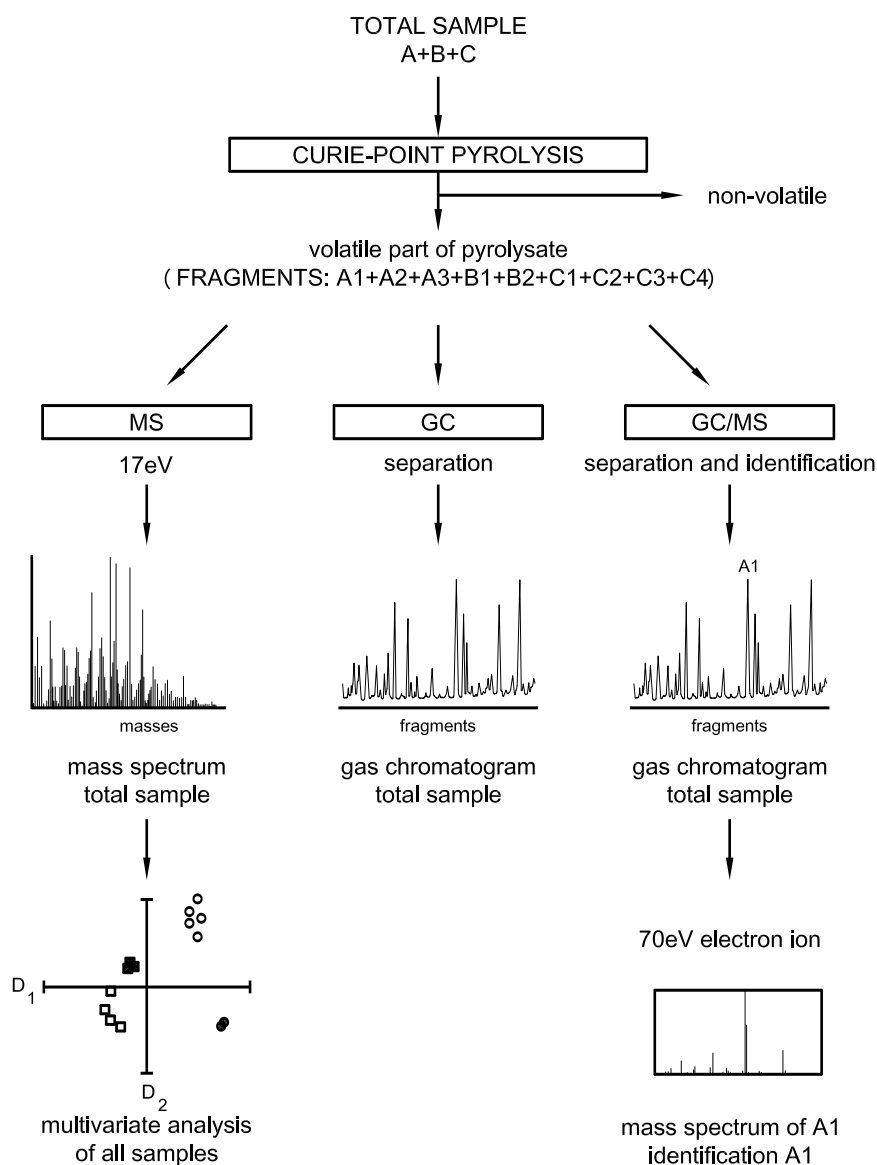 TOTAL SAMPLE
A+B+C
CURIE-POINT PYROLYSIS
non-volatile
volatile part of pyrolysate
( FRAGMENTS: A1+A2+A3+B1+B2+C1+C2+C3+C4)
MS
17eV
masses
mass spectrum
total sample
D1
D2
multivariate analysis
of all samples
GC
separation
fragments
gas chromatogram
total sample
GC/MS
separation and identification
A1
fragments
gas chromatogram
total sample
70eV electron ion
mass spectrum of A1
identification A1